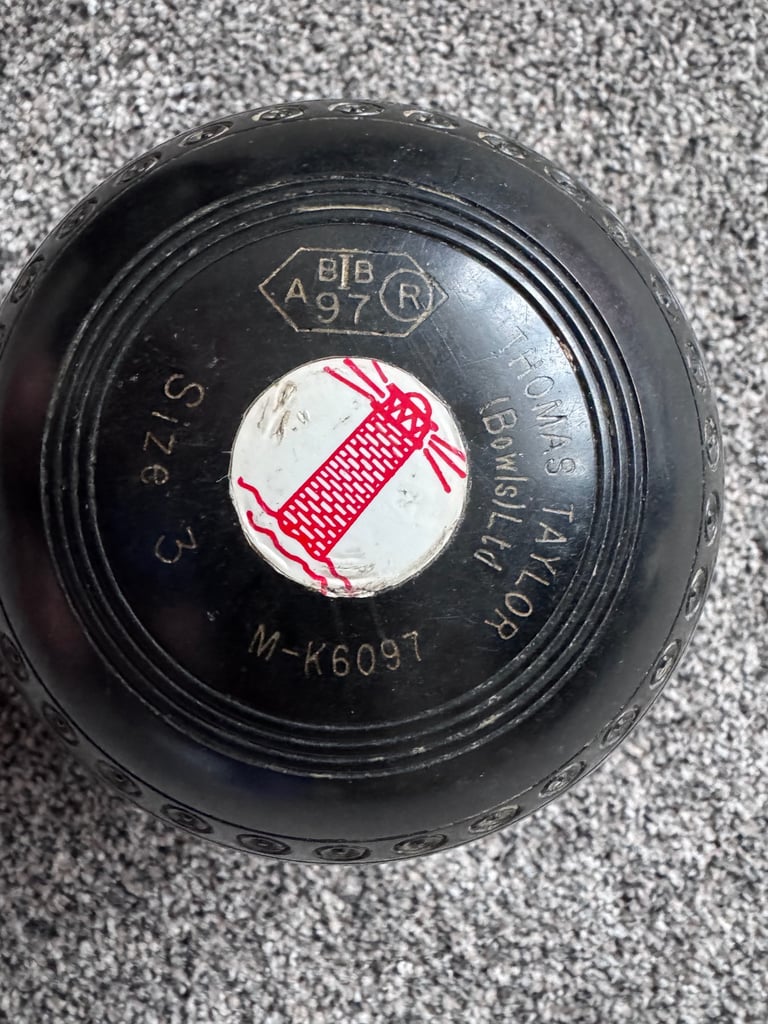 BIB
A 97 R
THOMAS TAYLOR
(Bowls) Ltd
M-K6097
Size 3